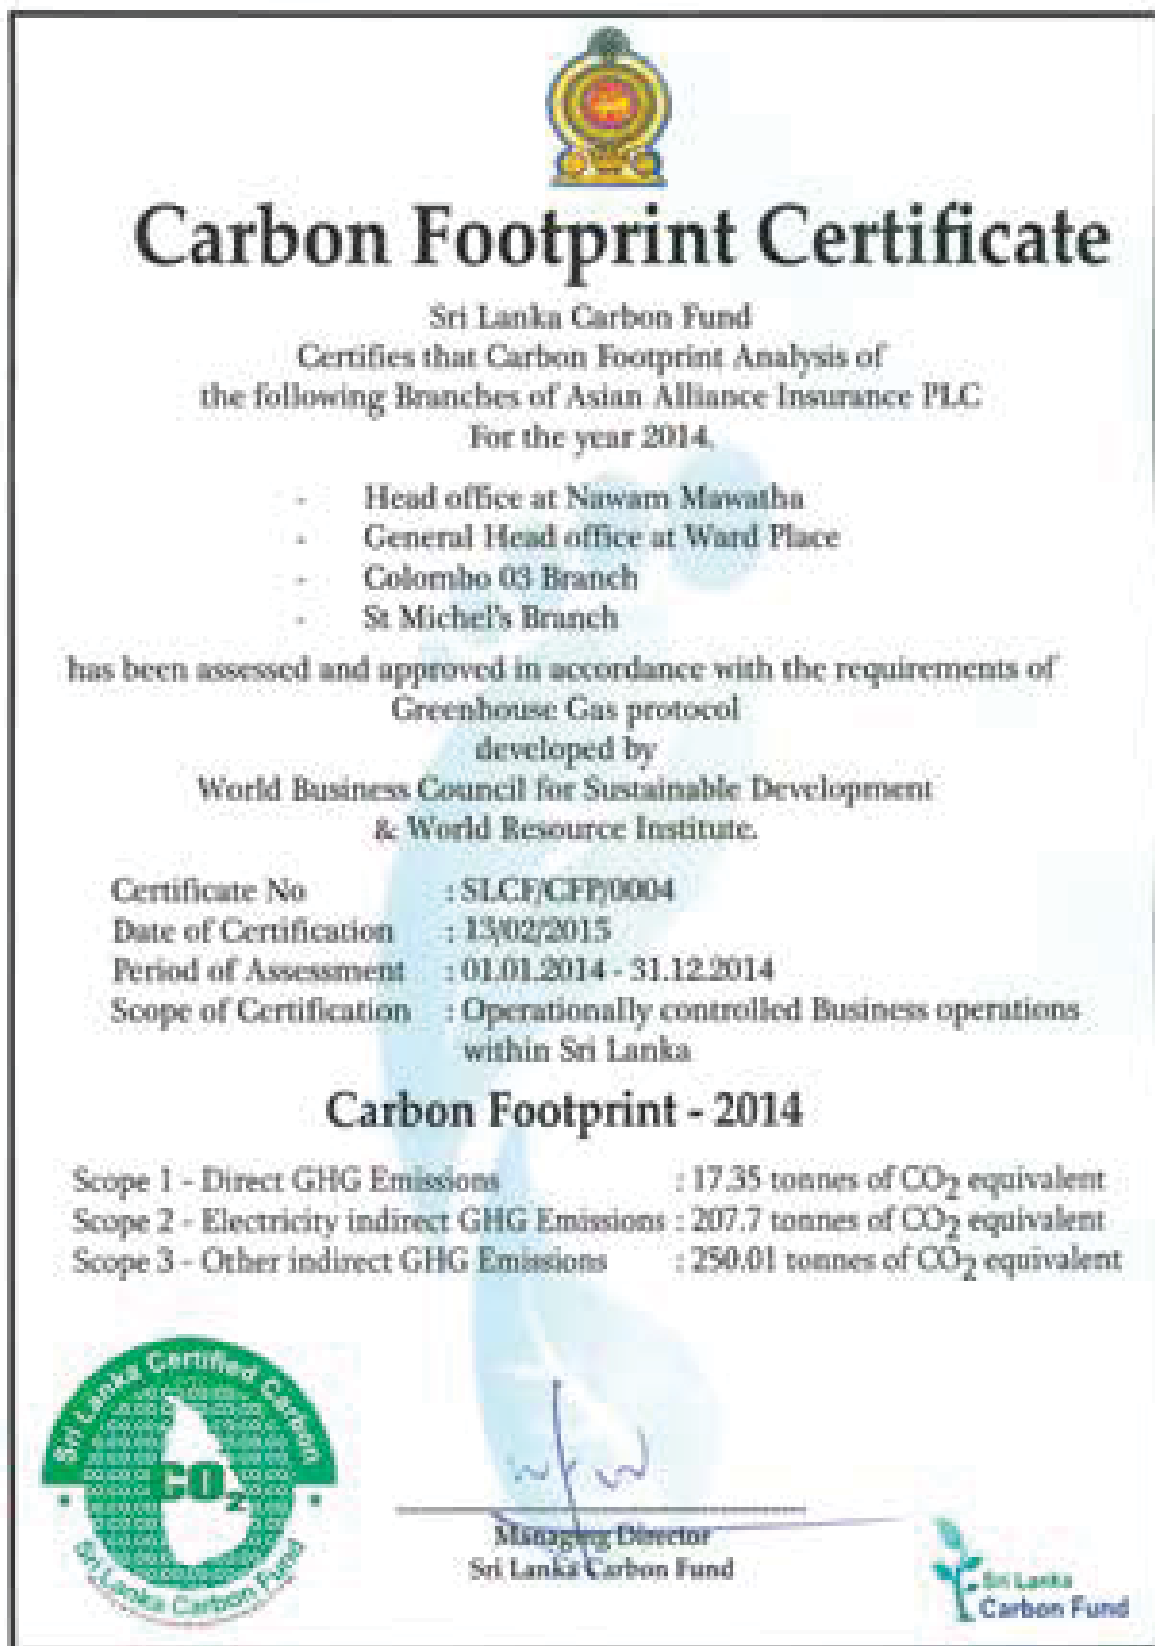 Carbon Footprint Certificate
Sri Lanka Carbon Fund
Certifies that Carbon Footprint Analysis of
the following Branches of Asian Alliance Insurance PLC
For the year 2014.
- Head office at Nawam Mawatha
- General Head office at Ward Place
- Colombo 03 Branch
- St Michel's Branch
has been assessed and approved in accordance with the requirements of
Greenhouse Gas protocol
developed by
World Business Council for Sustainable Development
& World Resource Institute.
Certificate No : SLCF/CFP/0004
Date of Certification : 13/02/2015
Period of Assessment : 01.01.2014 - 31.12.2014
Scope of Certification : Operationally controlled Business operations
within Sri Lanka
Carbon Footprint - 2014
Scope 1 - Direct GHG Emissions : 17.35 tonnes of CO2 equivalent
Scope 2 - Electricity indirect GHG Emissions : 207.7 tonnes of CO2 equivalent
Scope 3 - Other indirect GHG Emissions : 250.01 tonnes of CO2 equivalent
Sri Lanka Certified Carbon
CO2
Sri Lanka Carbon Fund
Managing Director
Sri Lanka Carbon Fund
Sri Lanka
Carbon Fund